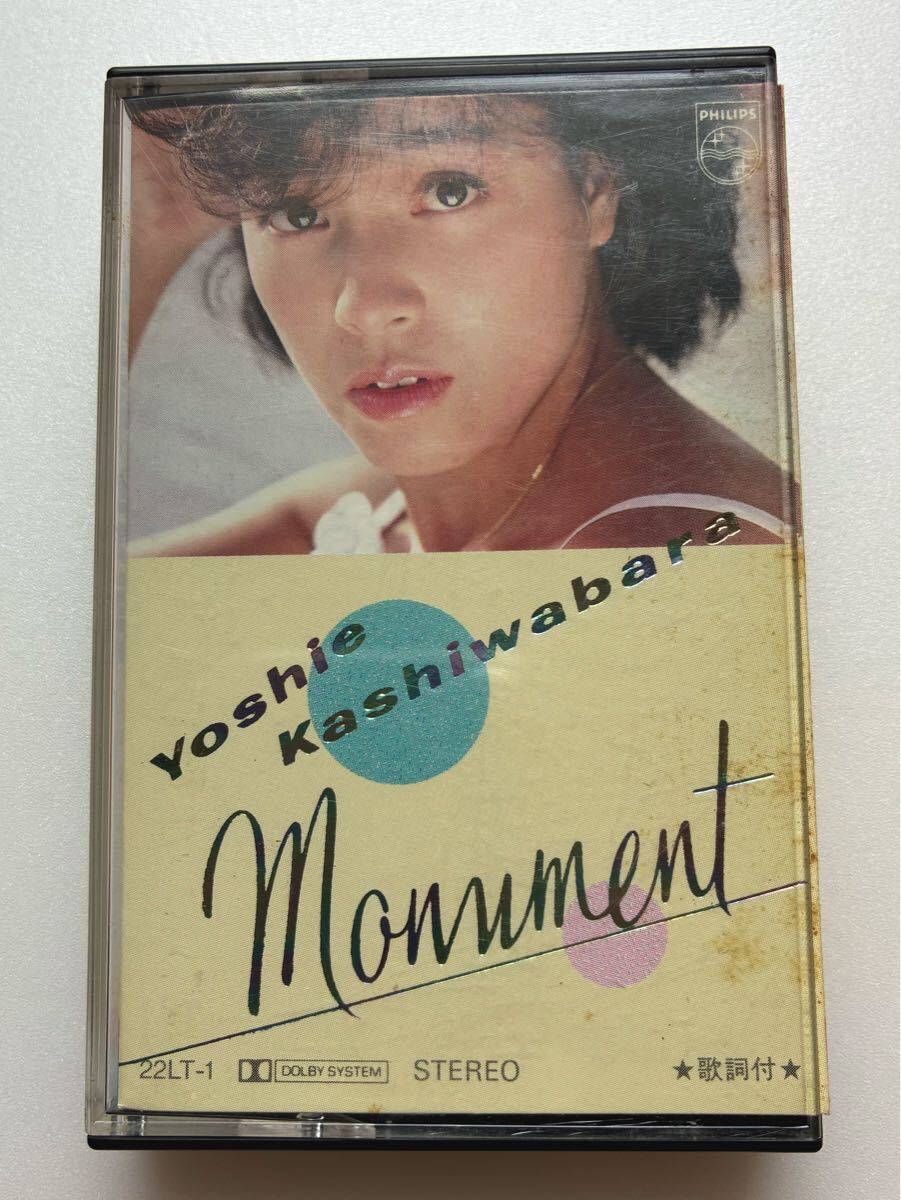 PHILIPS
Yoshie
Kashiwabara
Monument
22LT-1 DOLBY SYSTEM STEREO ★歌詞付★